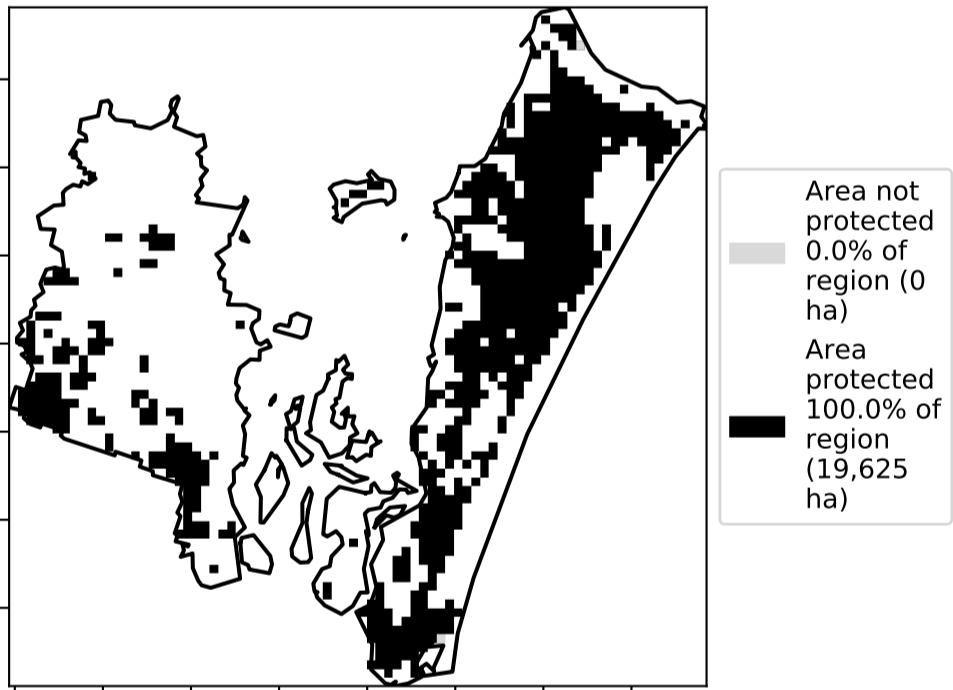 Area not
protected
0.0% of
region (0
ha)
Area
protected
100.0% of
region
(19,625
ha)